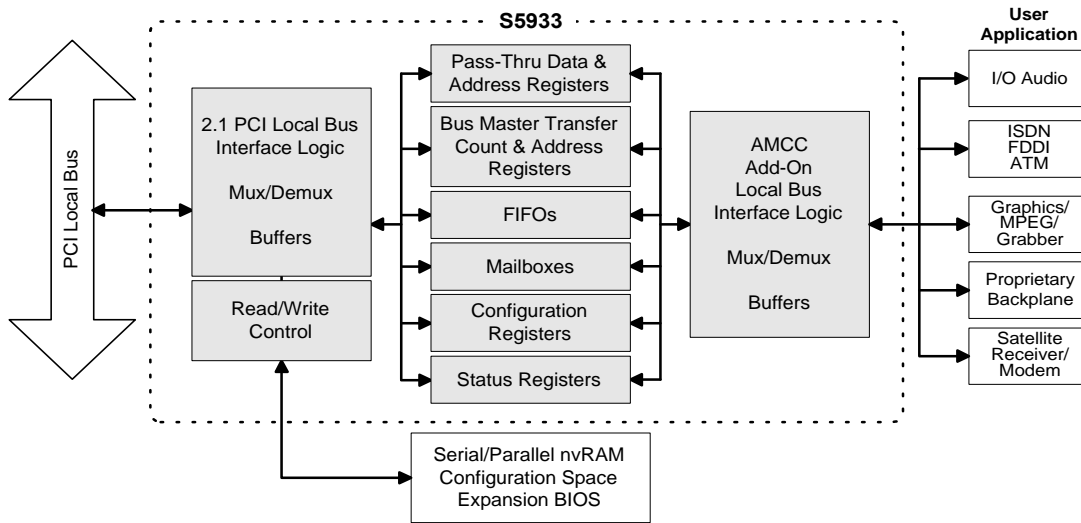 S5933
PCI Local Bus
2.1 PCI Local Bus
Interface Logic
Mux/Demux
Buffers
Read/Write
Control
Pass-Thru Data &
Address Registers
Bus Master Transfer
Count & Address
Registers
FIFOs
Mailboxes
Configuration
Registers
Status Registers
AMCC
Add-On
Local Bus
Interface Logic
Mux/Demux
Buffers
User
Application
I/O Audio
ISDN
FDDI
ATM
Graphics/
MPEG/
Grabber
Proprietary
Backplane
Satellite
Receiver/
Modem
Serial/Parallel nvRAM
Configuration Space
Expansion BIOS